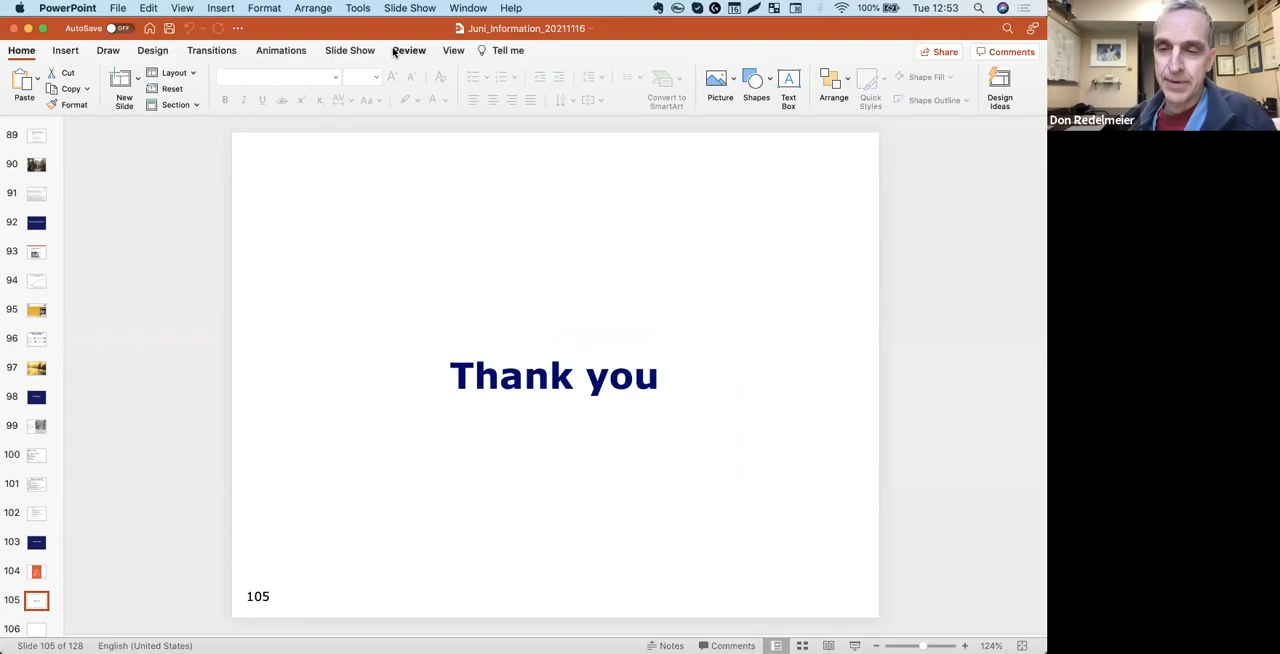 PowerPoint File Edit View Insert Format Arrange Tools Slide Show Window Help 16 100% Tue 12:53
AutoSave OFF Juni_Information_20211116
Home Insert Draw Design Transitions Animations Slide Show Review View Tell me Share Comments
Paste Cut Copy Format
New Slide Layout Reset Section
B I U ab x x AV Aa A
Convert to SmartArt
Picture Shapes Text Box Arrange Quick Styles Shape Fill Shape Outline Design Ideas
Don Redelmeier
89
90
91
92
93
94
95
96
97
98
99
100
101
102
103
104
105
106
Thank you
105
Slide 105 of 128 English (United States) Notes Comments 124%